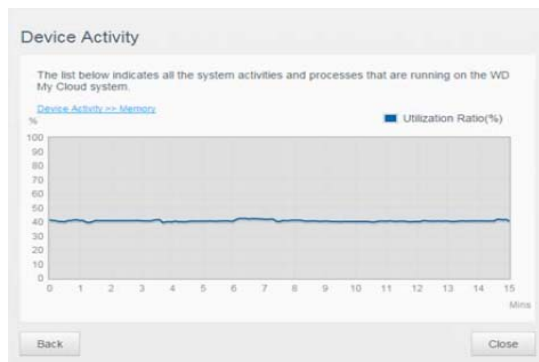 Device Activity
The list below indicates all the system activities and processes that are running on the WD
My Cloud system.
Device Activity >> Memory
%
Utilization Ratio(%)
100
90
80
70
60
50
40
30
20
10
0
0 1 2 3 4 5 6 7 8 9 10 11 12 13 14 15
Mins
Back
Close